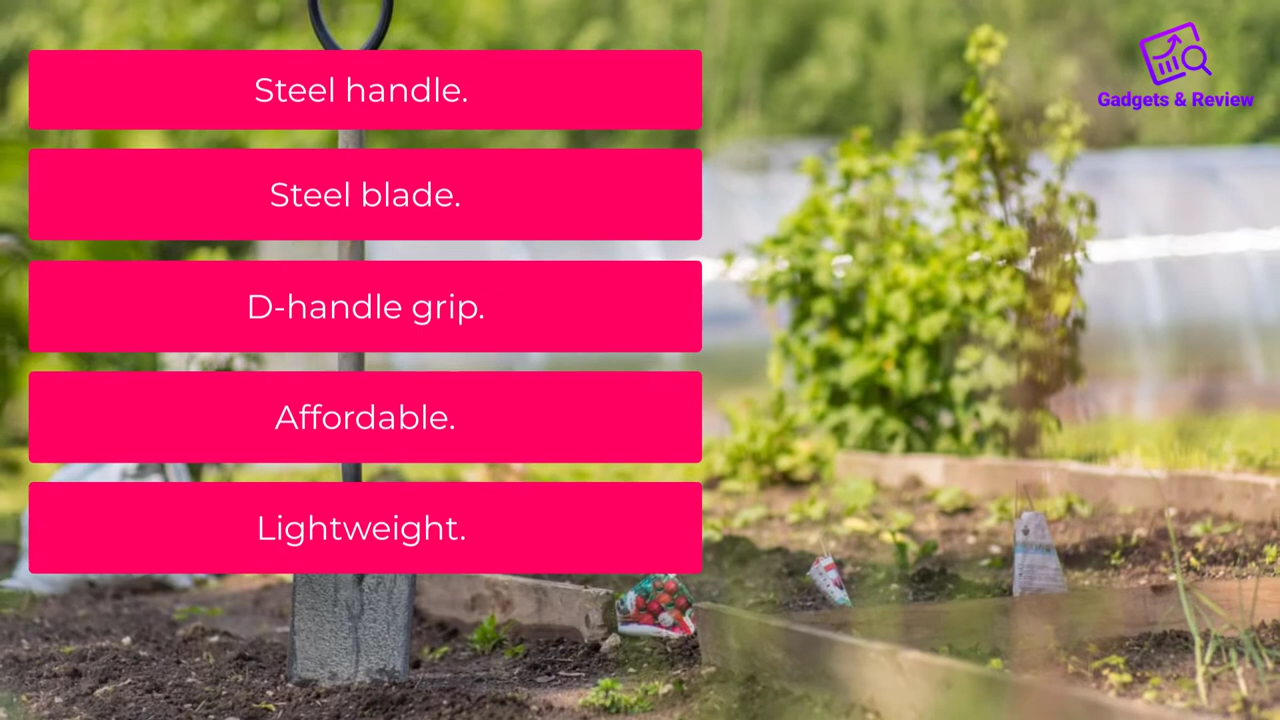 Steel handle.
Steel blade.
D-handle grip.
Affordable.
Lightweight.
Gadgets & Review